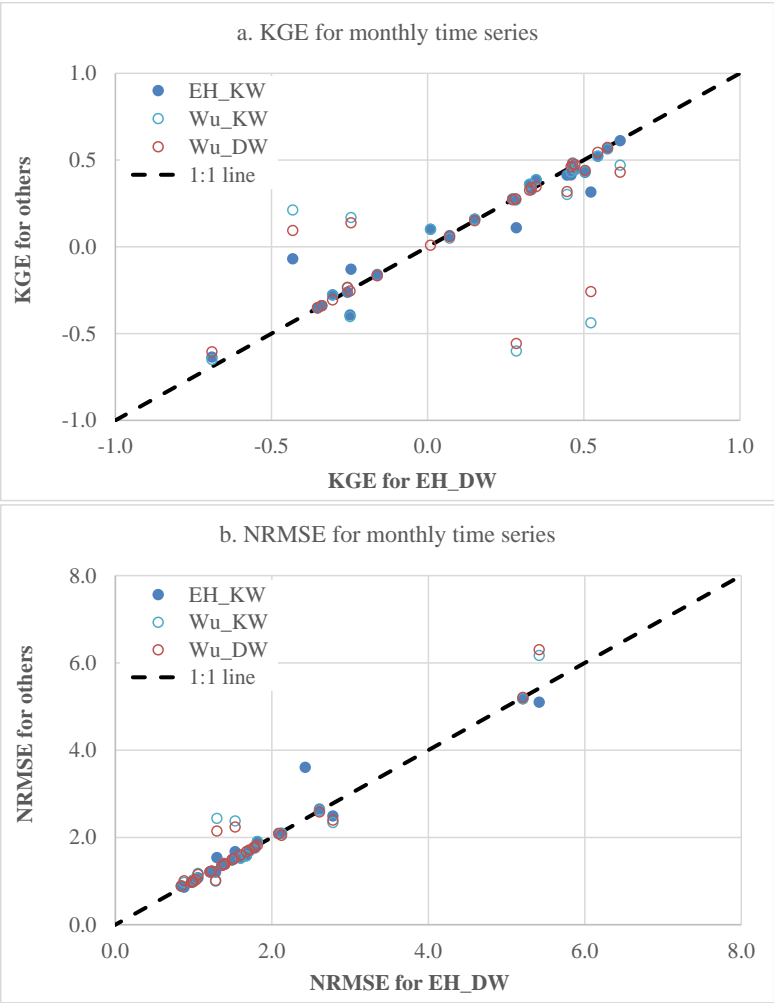 a. KGE for monthly time series
1.0
EH_KW
Wu_KW
Wu_DW
1:1 line
0.5
0.0
-0.5
-1.0
KGE for others
-1.0 -0.5 0.0 0.5 1.0
KGE for EH_DW
b. NRMSE for monthly time series
8.0
EH_KW
Wu_KW
Wu_DW
1:1 line
6.0
4.0
2.0
0.0
NRMSE for others
0.0 2.0 4.0 6.0 8.0
NRMSE for EH_DW